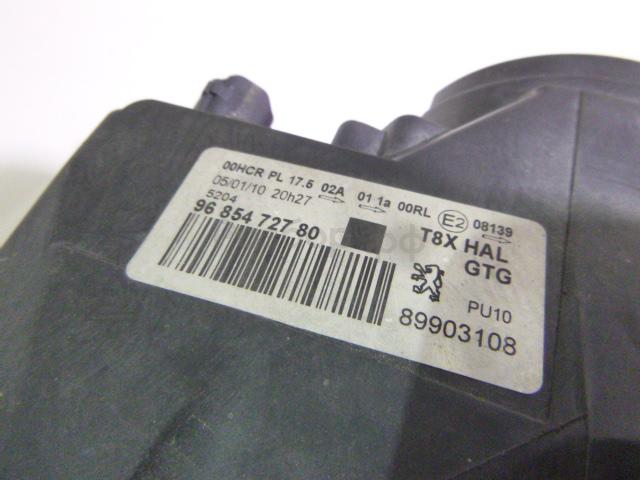 00HCR PL 17.5 02A 01 1a 00RL E2 08139
05/01/10 20h27
5204
96 854 727 80
T8X HAL
GTG
PU10
89903108